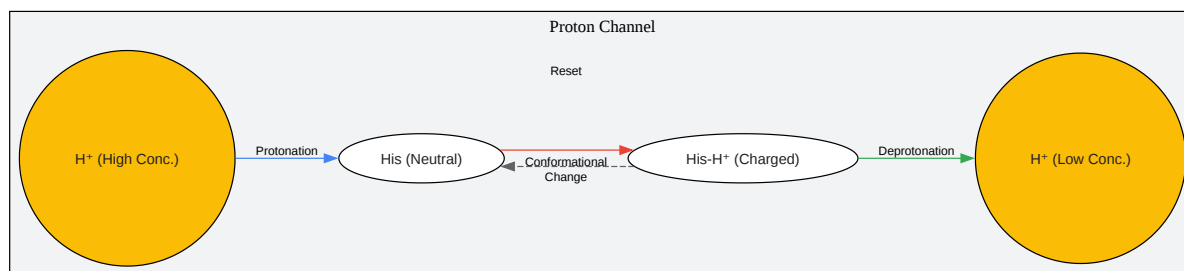 Proton Channel
Reset
H⁺ (High Conc.)
Protonation
His (Neutral)
Conformational
Change
His-H⁺ (Charged)
Deprotonation
H⁺ (Low Conc.)